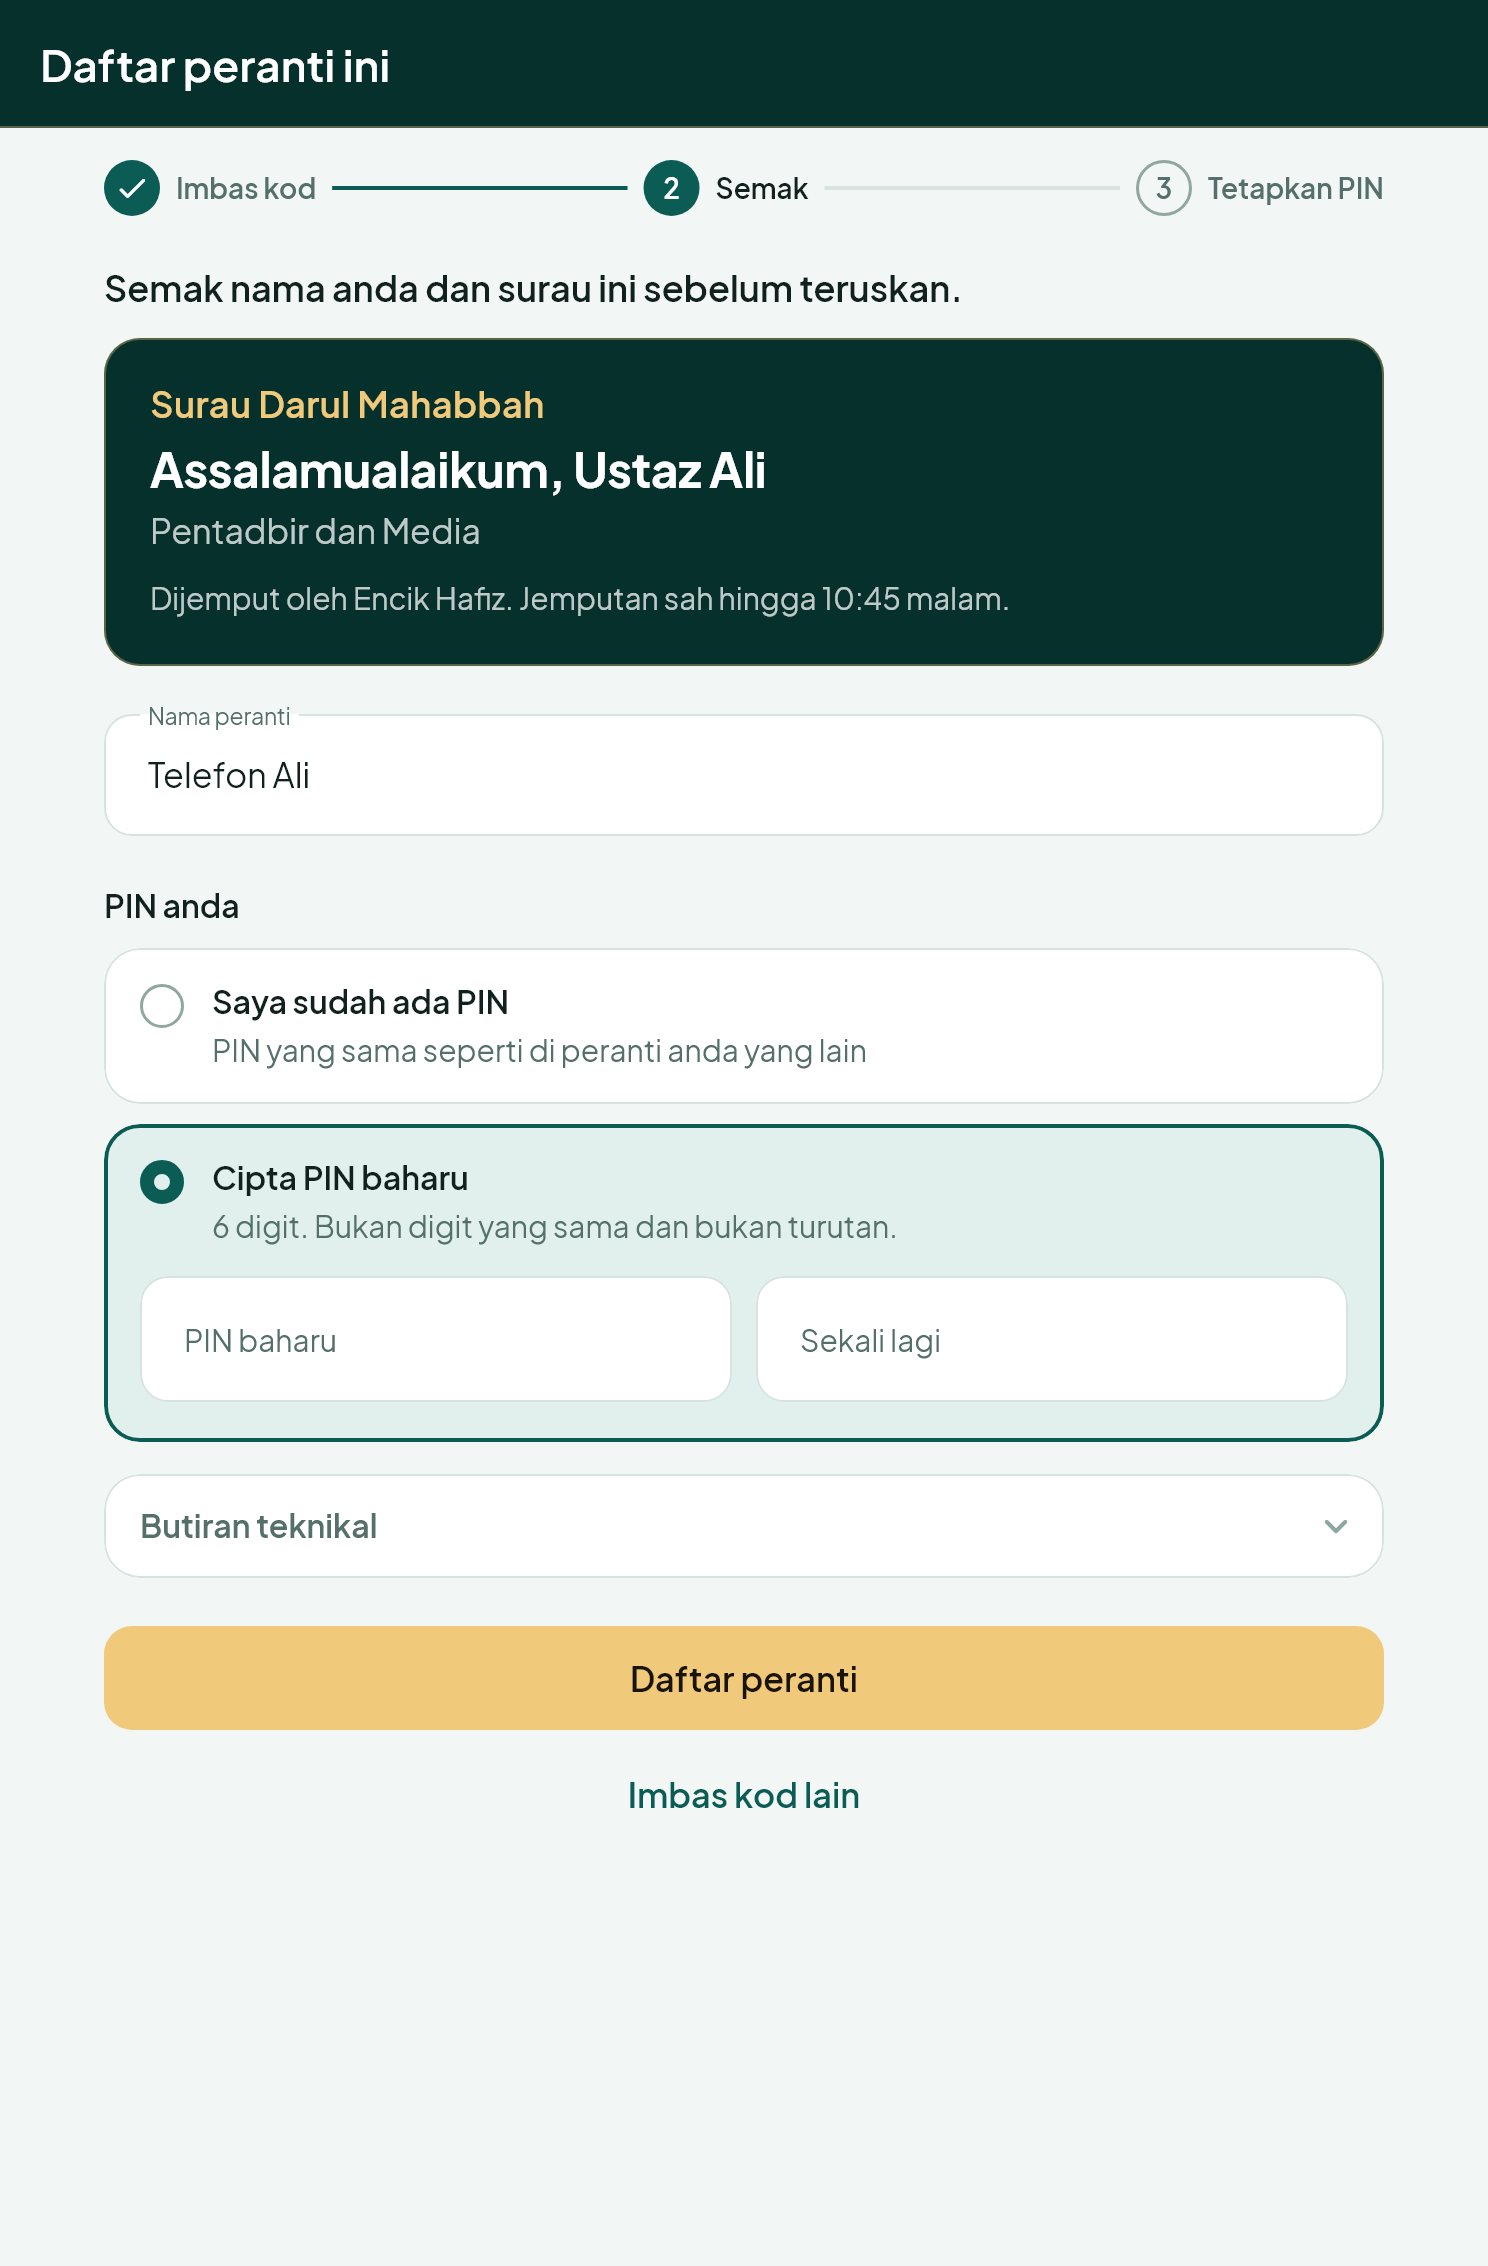 Daftar peranti ini
Imbas kod
2
Semak
3
Tetapkan PIN
Semak nama anda dan surau ini sebelum teruskan.
Surau Darul Mahabbah
Assalamualaikum, Ustaz Ali
Pentadbir dan Media
Dijemput oleh Encik Hafiz. Jemputan sah hingga 10:45 malam.
Nama peranti
Telefon Ali
PIN anda
Saya sudah ada PIN
PIN yang sama seperti di peranti anda yang lain
Cipta PIN baharu
6 digit. Bukan digit yang sama dan bukan turutan.
PIN baharu
Sekali lagi
Butiran teknikal
Daftar peranti
Imbas kod lain